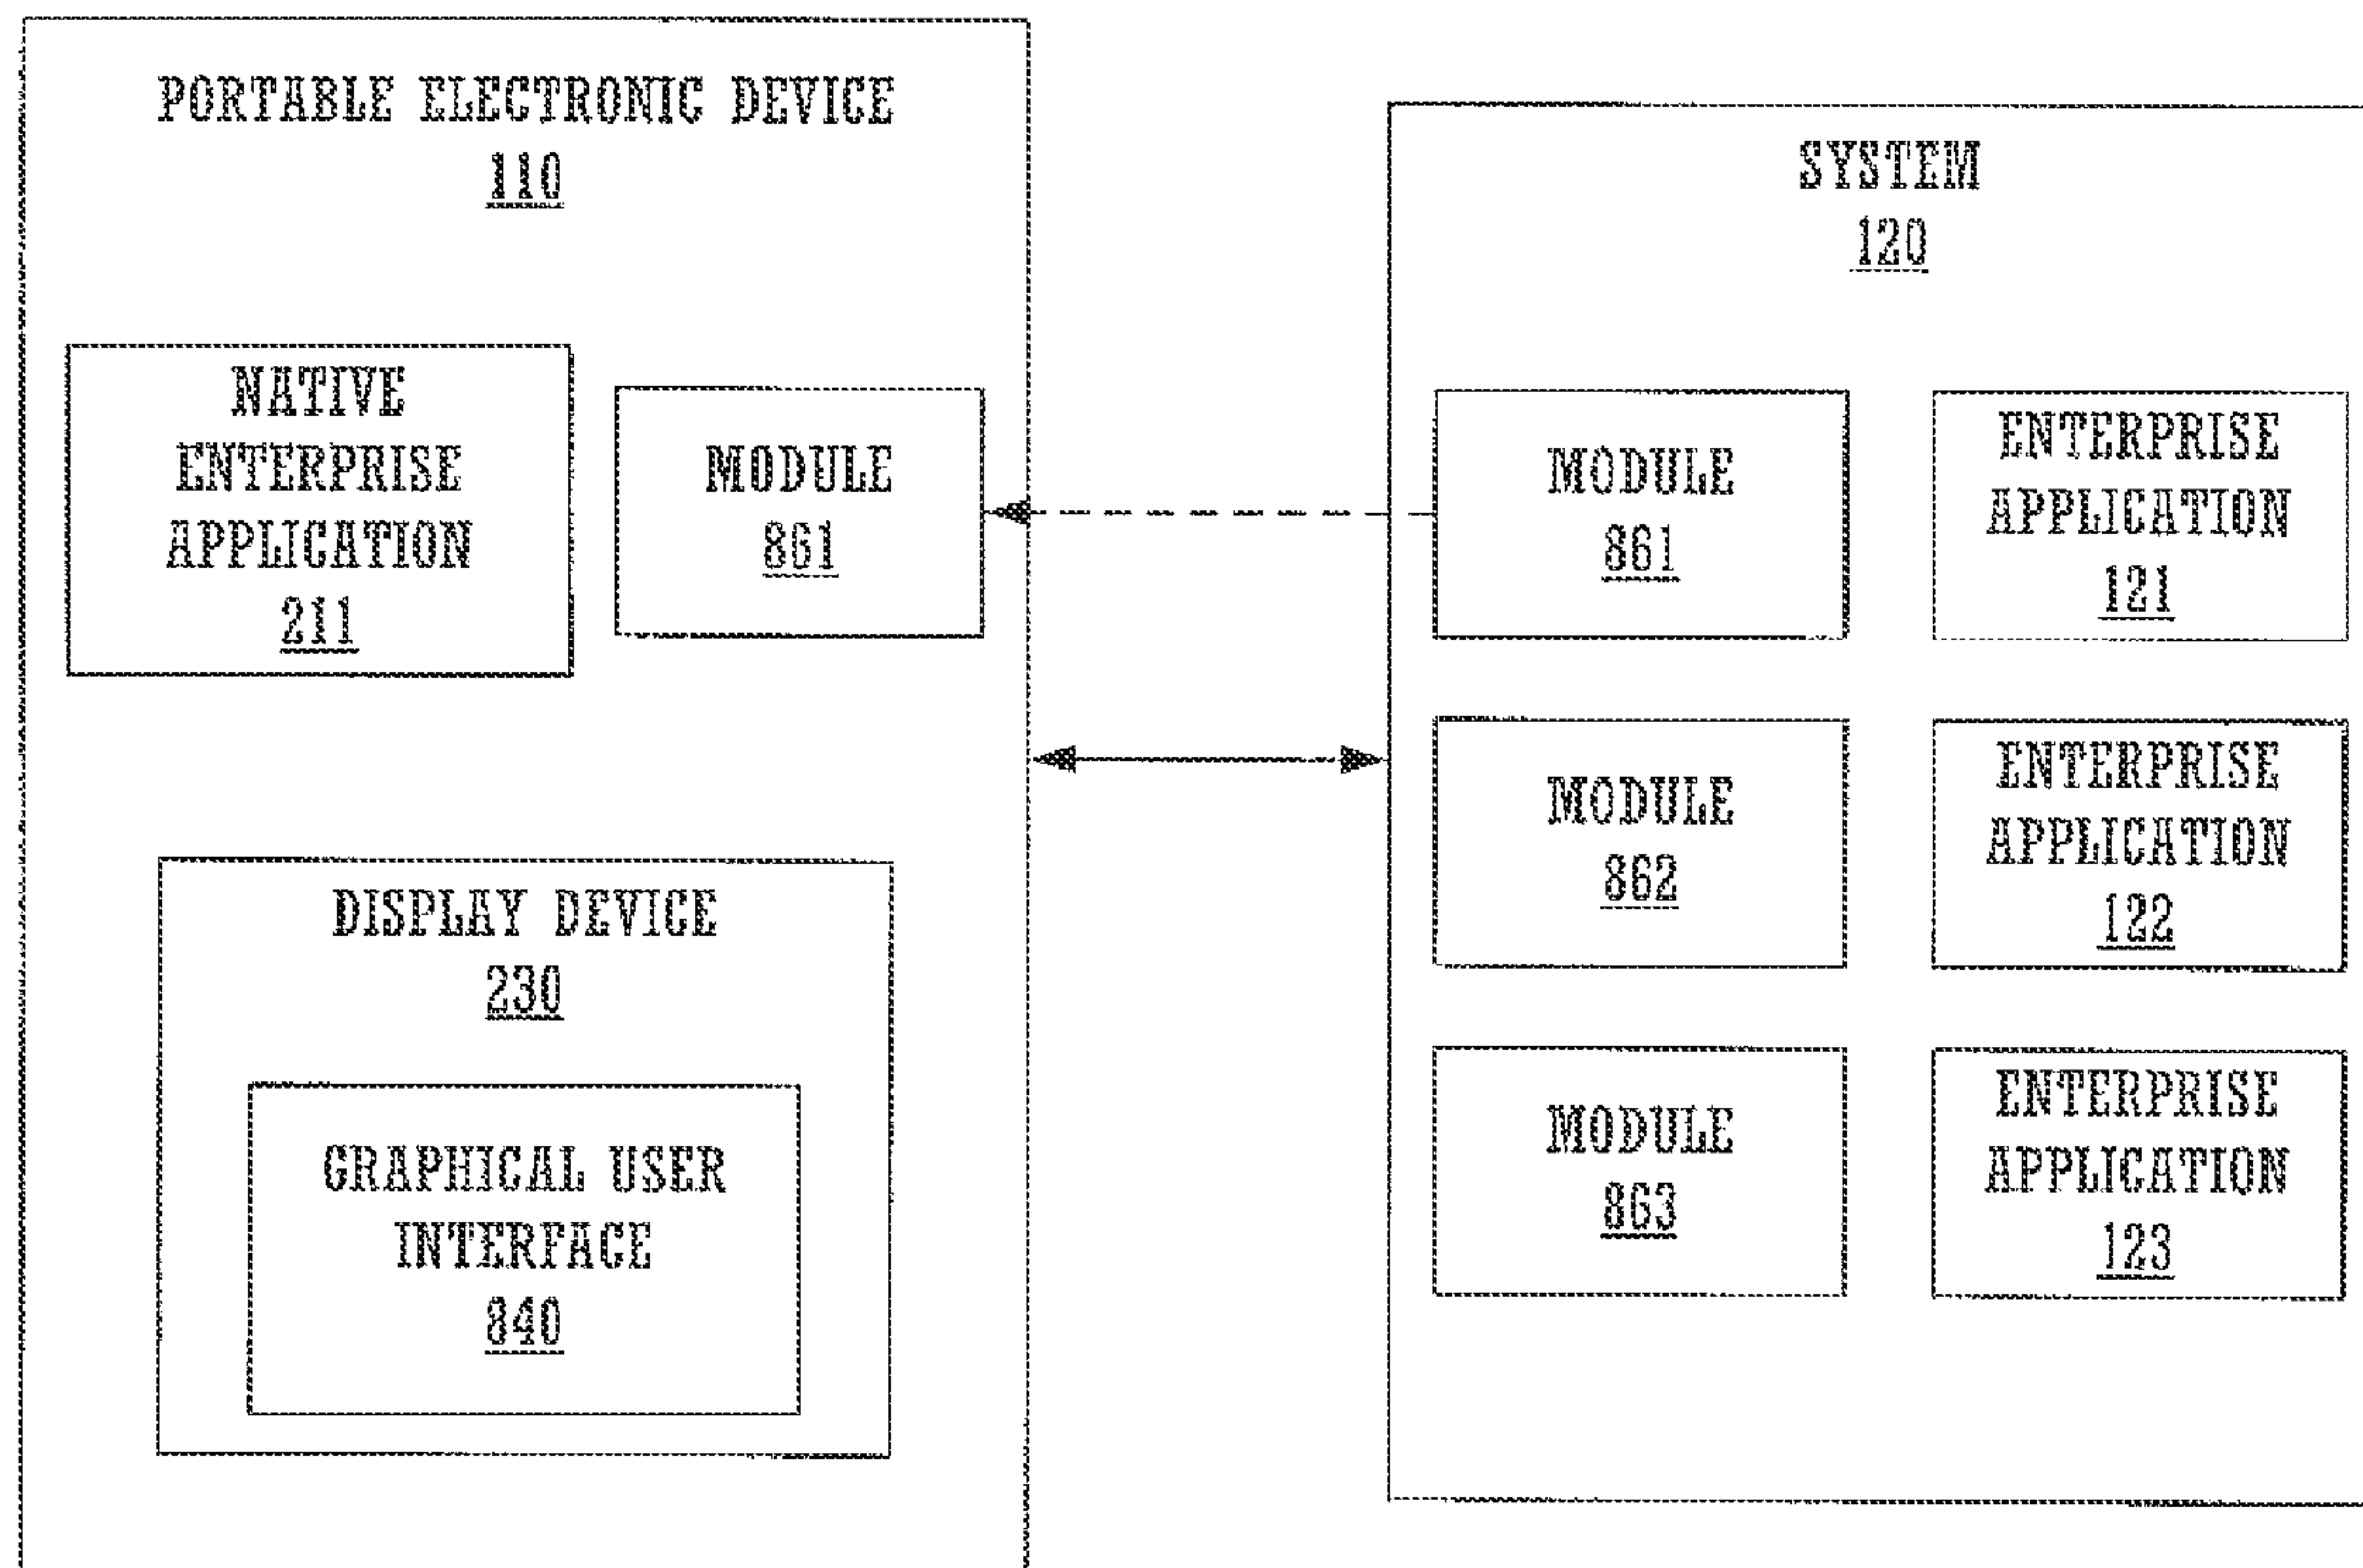 PORTABLE ELECTRONIC DEVICE
110
NATIVE
ENTERPRISE
APPLICATION
211
MODULE
861
DISPLAY DEVICE
230
GRAPHICAL USER
INTERFACE
840
SYSTEM
120
MODULE
861
ENTERPRISE
APPLICATION
121
MODULE
862
ENTERPRISE
APPLICATION
122
MODULE
863
ENTERPRISE
APPLICATION
123